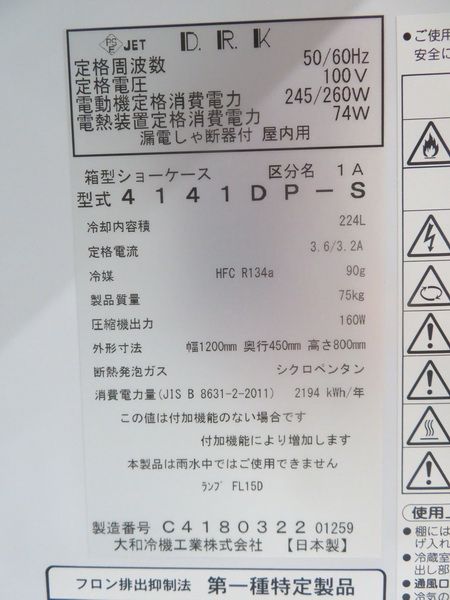 PS E JET D.R.K
定格周波数 50/60Hz
定格電圧 100V
電動機定格消費電力 245/260W
電熱装置定格消費電力 74W
漏電しゃ断器付 屋内用
箱型ショーケース 区分名 1A
型式 4141DP-S
冷却内容積 224L
定格電流 3.6/3.2A
冷媒 HFC R134a 90g
製品質量 75kg
圧縮機出力 160W
外形寸法 幅1200mm 奥行450mm 高さ800mm
断熱発泡ガス シクロペンタン
消費電力量(JIS B 8631-2-2011) 2194 kWh/年
この値は付加機能のない場合です
付加機能により増加します
本製品は雨水中ではご使用できません
ﾗﾝﾌﾟ FL15D
製造番号 C4180322 01259
大和冷機工業株式会社 【日本製】
フロン排出抑制法 第一種特定製品
●ご使用
安全に
使用上
●棚には
げ入れ
●冷蔵室
出し部
●通風口
●冷気の